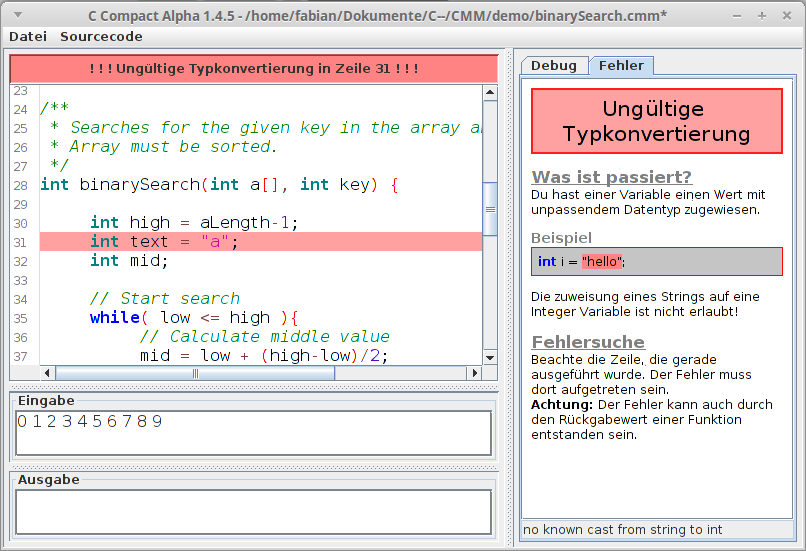 C Compact Alpha 1.4.5 - /home/fabian/Dokumente/C--/CMM/demo/binarySearch.cmm*
Datei Sourcecode
! ! ! Ungültige Typkonvertierung in Zeile 31 ! ! !
23
24 /**
25 * Searches for the given key in the array a
26 * Array must be sorted.
27 */
28 int binarySearch(int a[], int key) {
29
30 int high = aLength-1;
31 int text = "a";
32 int mid;
33
34 // Start search
35 while( low <= high ){
36 // Calculate middle value
37 mid = low + (high-low)/2;
Eingabe
0 1 2 3 4 5 6 7 8 9
Ausgabe
Debug Fehler
Ungültige
Typkonvertierung
Was ist passiert?
Du hast einer Variable einen Wert mit
unpassendem Datentyp zugewiesen.
Beispiel
int i = "hello";
Die zuweisung eines Strings auf eine
Integer Variable ist nicht erlaubt!
Fehlersuche
Beachte die Zeile, die gerade
ausgeführt wurde. Der Fehler muss
dort aufgetreten sein.
Achtung: Der Fehler kann auch durch
den Rückgabewert einer Funktion
entstanden sein.
no known cast from string to int